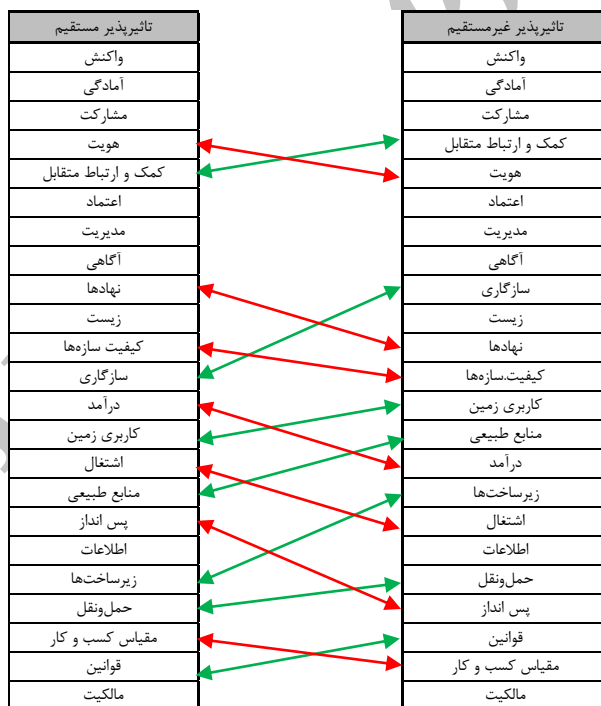 تاثیرپذیر غیرمستقیم
واکنش
آمادگی
مشارکت
کمک و ارتباط متقابل
هویت
اعتماد
مدیریت
آگاهی
سازگاری
زیست
نهادها
کیفیت.سازه‌ها
کاربری زمین
منابع طبیعی
درآمد
زیرساخت‌ها
اشتغال
اطلاعات
حمل‌ونقل
پس انداز
قوانین
مقیاس کسب و کار
مالکیت
تاثیرپذیر مستقیم
واکنش
آمادگی
مشارکت
هویت
کمک و ارتباط متقابل
اعتماد
مدیریت
آگاهی
نهادها
زیست
کیفیت سازه‌ها
سازگاری
درآمد
کاربری زمین
اشتغال
منابع طبیعی
پس انداز
اطلاعات
زیرساخت‌ها
حمل‌ونقل
مقیاس کسب و کار
قوانین
مالکیت